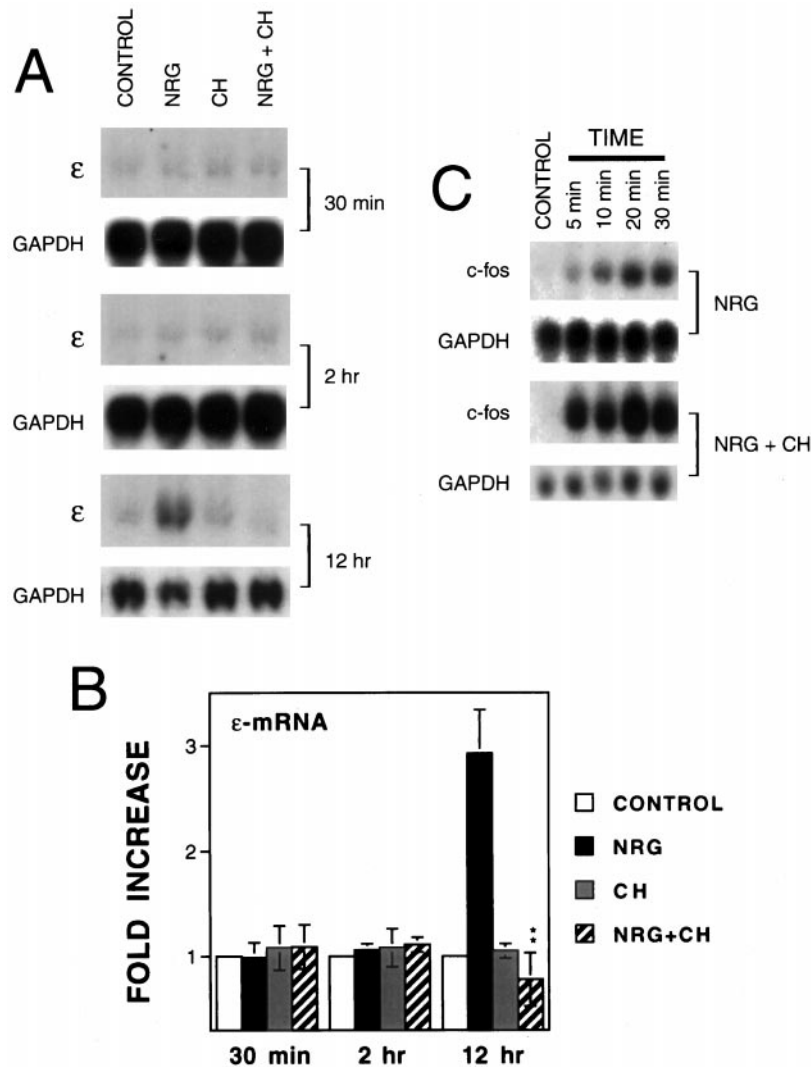 A
CONTROL
NRG
CH
NRG + CH
ε
GAPDH
30 min
ε
GAPDH
2 hr
ε
GAPDH
12 hr
C
TIME
CONTROL
5 min
10 min
20 min
30 min
c-fos
GAPDH
NRG
c-fos
GAPDH
NRG + CH
B
ε-mRNA
FOLD INCREASE
3
2
1
**
30 min
2 hr
12 hr
CONTROL
NRG
CH
NRG+CH